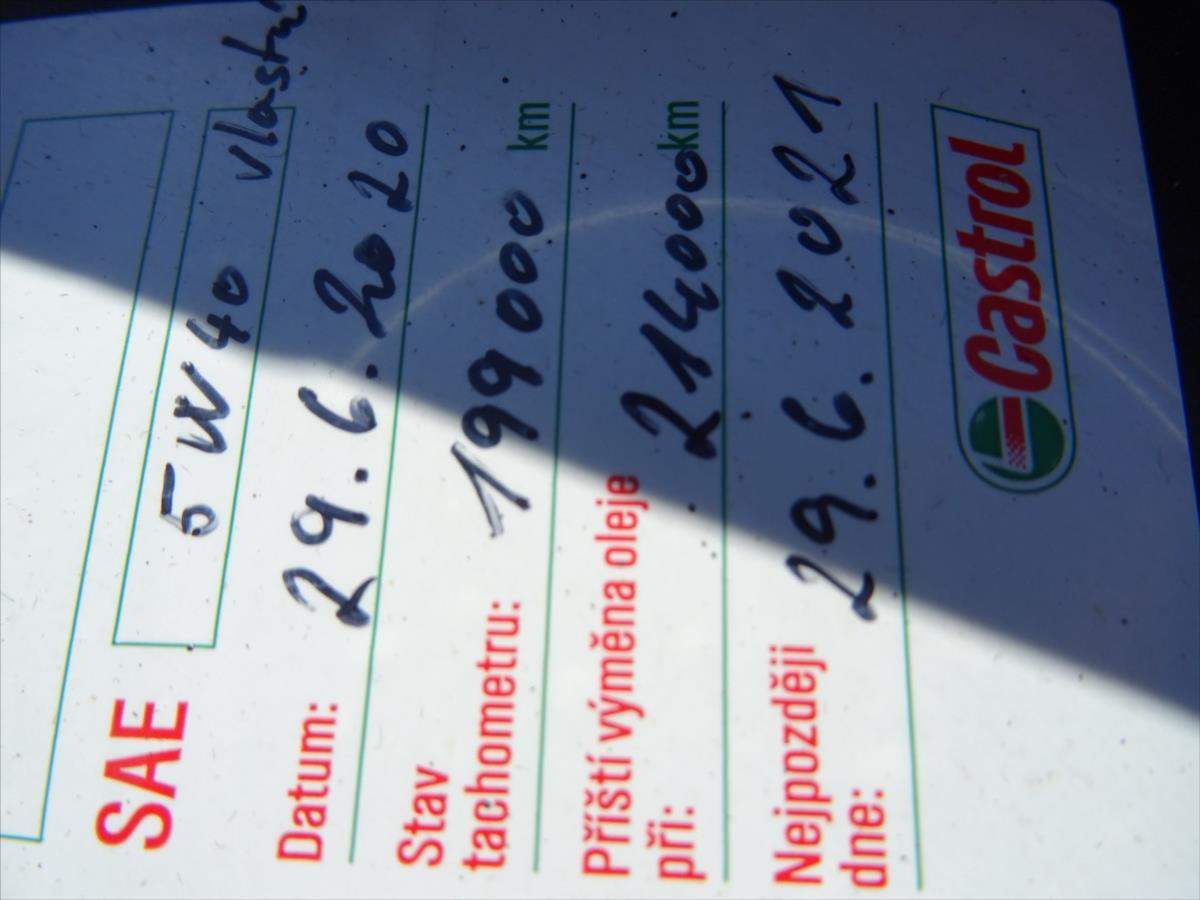 SAE 5W40 vlastní
Datum: 29.6.2020
Stav
tachometru: 199000 km
Příští výměna oleje
při: 214000 km
Nejpozději
dne: 29.6.2021
Castrol